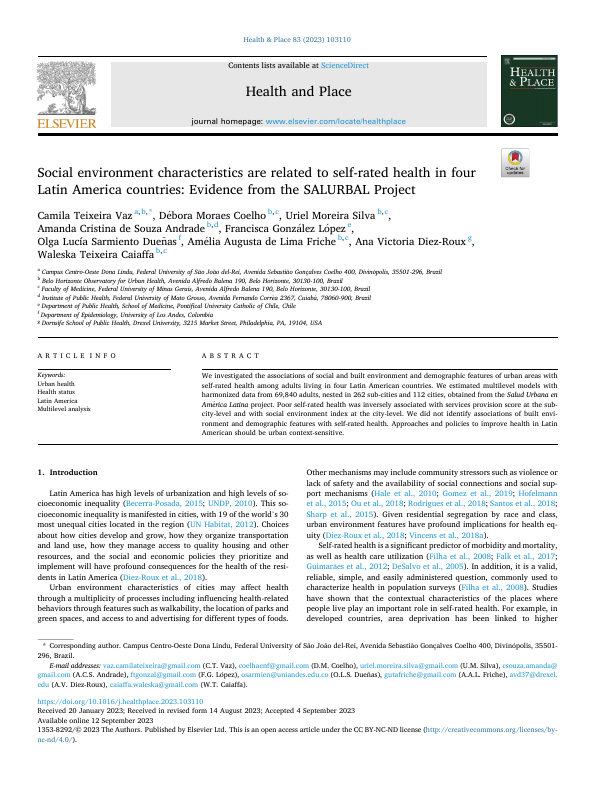 Health & Place 83 (2023) 103110
Contents lists available at ScienceDirect
Health and Place
journal homepage: www.elsevier.com/locate/healthplace
ELSEVIER
HEALTH
& PLACE
Check for
updates
Social environment characteristics are related to self-rated health in four
Latin America countries: Evidence from the SALURBAL Project
Camila Teixeira Vaz a,b,*, Débora Moraes Coelho b,c, Uriel Moreira Silva b,c,
Amanda Cristina de Souza Andrade b,d, Francisca González López e,
Olga Lucía Sarmiento Dueñas f, Amélia Augusta de Lima Friche b,c, Ana Victoria Diez-Roux g,
Waleska Teixeira Caiaffa b,c
a Campus Centro-Oeste Dona Lindu, Federal University of São João del-Rei, Avenida Sebastião Gonçalves Coelho 400, Divinópolis, 35501-296, Brazil
b Belo Horizonte Observatory for Urban Health, Avenida Alfredo Balena 190, Belo Horizonte, 30130-100, Brazil
c Faculty of Medicine, Federal University of Minas Gerais, Avenida Alfredo Balena 190, Belo Horizonte, 30130-100, Brazil
d Institute of Public Health, Federal University of Mato Grosso, Avenida Fernando Corrêa 2367, Cuiabá, 78060-900, Brazil
e Department of Public Health, School of Medicine, Pontifical University Catholic of Chile, Chile
f Department of Epidemiology, University of Los Andes, Colombia
g Dornsife School of Public Health, Drexel University, 3215 Market Street, Philadelphia, PA, 19104, USA
ARTICLE INFO
Keywords:
Urban health
Health status
Latin America
Multilevel analysis
ABSTRACT
We investigated the associations of social and built environment and demographic features of urban areas with
self-rated health among adults living in four Latin American countries. We estimated multilevel models with
harmonized data from 69,840 adults, nested in 262 sub-cities and 112 cities, obtained from the Salud Urbana en
América Latina project. Poor self-rated health was inversely associated with services provision score at the sub-
city-level and with social environment index at the city-level. We did not identify associations of built envi-
ronment and demographic features with self-rated health. Approaches and policies to improve health in Latin
American should be urban context-sensitive.
1. Introduction
Latin America has high levels of urbanization and high levels of so-
cioeconomic inequality (Becerra-Posada, 2015; UNDP, 2010). This so-
cioeconomic inequality is manifested in cities, with 19 of the world's 30
most unequal cities located in the region (UN Habitat, 2012). Choices
about how cities develop and grow, how they organize transportation
and land use, how they manage access to quality housing and other
resources, and the social and economic policies they prioritize and
implement will have profound consequences for the health of the resi-
dents in Latin America (Diez-Roux et al., 2018).
Urban environment characteristics of cities may affect health
through a multiplicity of processes including influencing health-related
behaviors through features such as walkability, the location of parks and
green spaces, and access to and advertising for different types of foods.
Other mechanisms may include community stressors such as violence or
lack of safety and the availability of social connections and social sup-
port mechanisms (Hale et al., 2010; Gomez et al., 2019; Hofelmann
et al., 2015; Ou et al., 2018; Rodrigues et al., 2018; Santos et al., 2018;
Sharp et al., 2015). Given residential segregation by race and class,
urban environment features have profound implications for health eq-
uity (Diez-Roux et al., 2018; Vincens et al., 2018a).
Self-rated health is a significant predictor of morbidity and mortality,
as well as health care utilization (Filha et al., 2008; Falk et al., 2017;
Guimarães et al., 2012; DeSalvo et al., 2005). In addition, it is a valid,
reliable, simple, and easily administered question, commonly used to
characterize health in population surveys (Filha et al., 2008). Studies
have shown that the contextual characteristics of the places where
people live play an important role in self-rated health. For example, in
developed countries, area deprivation has been linked to higher
* Corresponding author. Campus Centro-Oeste Dona Lindu, Federal University of São João del-Rei, Avenida Sebastião Gonçalves Coelho 400, Divinópolis, 35501-
296, Brazil.
E-mail addresses: vaz.camilateixeira@gmail.com (C.T. Vaz), coelhaenf@gmail.com (D.M. Coelho), uriel.moreira.silva@gmail.com (U.M. Silva), csouza.amanda@
gmail.com (A.C.S. Andrade), ftgonzal@gmail.com (F.G. López), osarmien@uniandes.edu.co (O.L.S. Dueñas), gutafriche@gmail.com (A.A.L. Friche), avd37@drexel.
edu (A.V. Diez-Roux), caiaffa.waleska@gmail.com (W.T. Caiaffa).
https://doi.org/10.1016/j.healthplace.2023.103110
Received 20 January 2023; Received in revised form 14 August 2023; Accepted 4 September 2023
Available online 12 September 2023
1353-8292/© 2023 The Authors. Published by Elsevier Ltd. This is an open access article under the CC BY-NC-ND license (http://creativecommons.org/licenses/by-
nc-nd/4.0/).